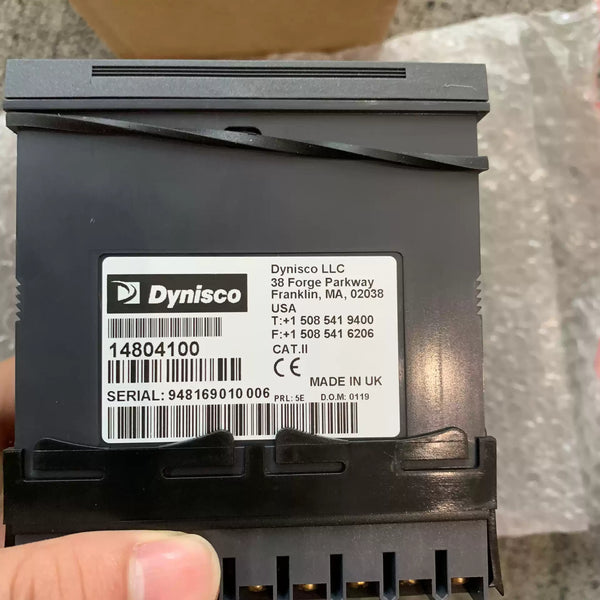 Dynisco
14804100
SERIAL: 948169010 006
Dynisco LLC
38 Forge Parkway
Franklin, MA, 02038
USA
T:+1 508 541 9400
F:+1 508 541 6206
CAT.II
CE
MADE IN UK
PRL: 5E D.O.M: 0119